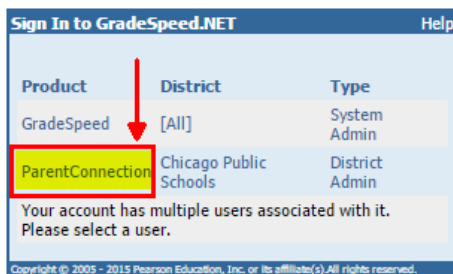 Sign In to GradeSpeed.NET Help
Product District Type
GradeSpeed [All] System Admin
ParentConnection Chicago Public Schools District Admin
Your account has multiple users associated with it.
Please select a user.
Copyright © 2005 - 2015 Pearson Education, Inc. or its affiliate(s).All rights reserved.